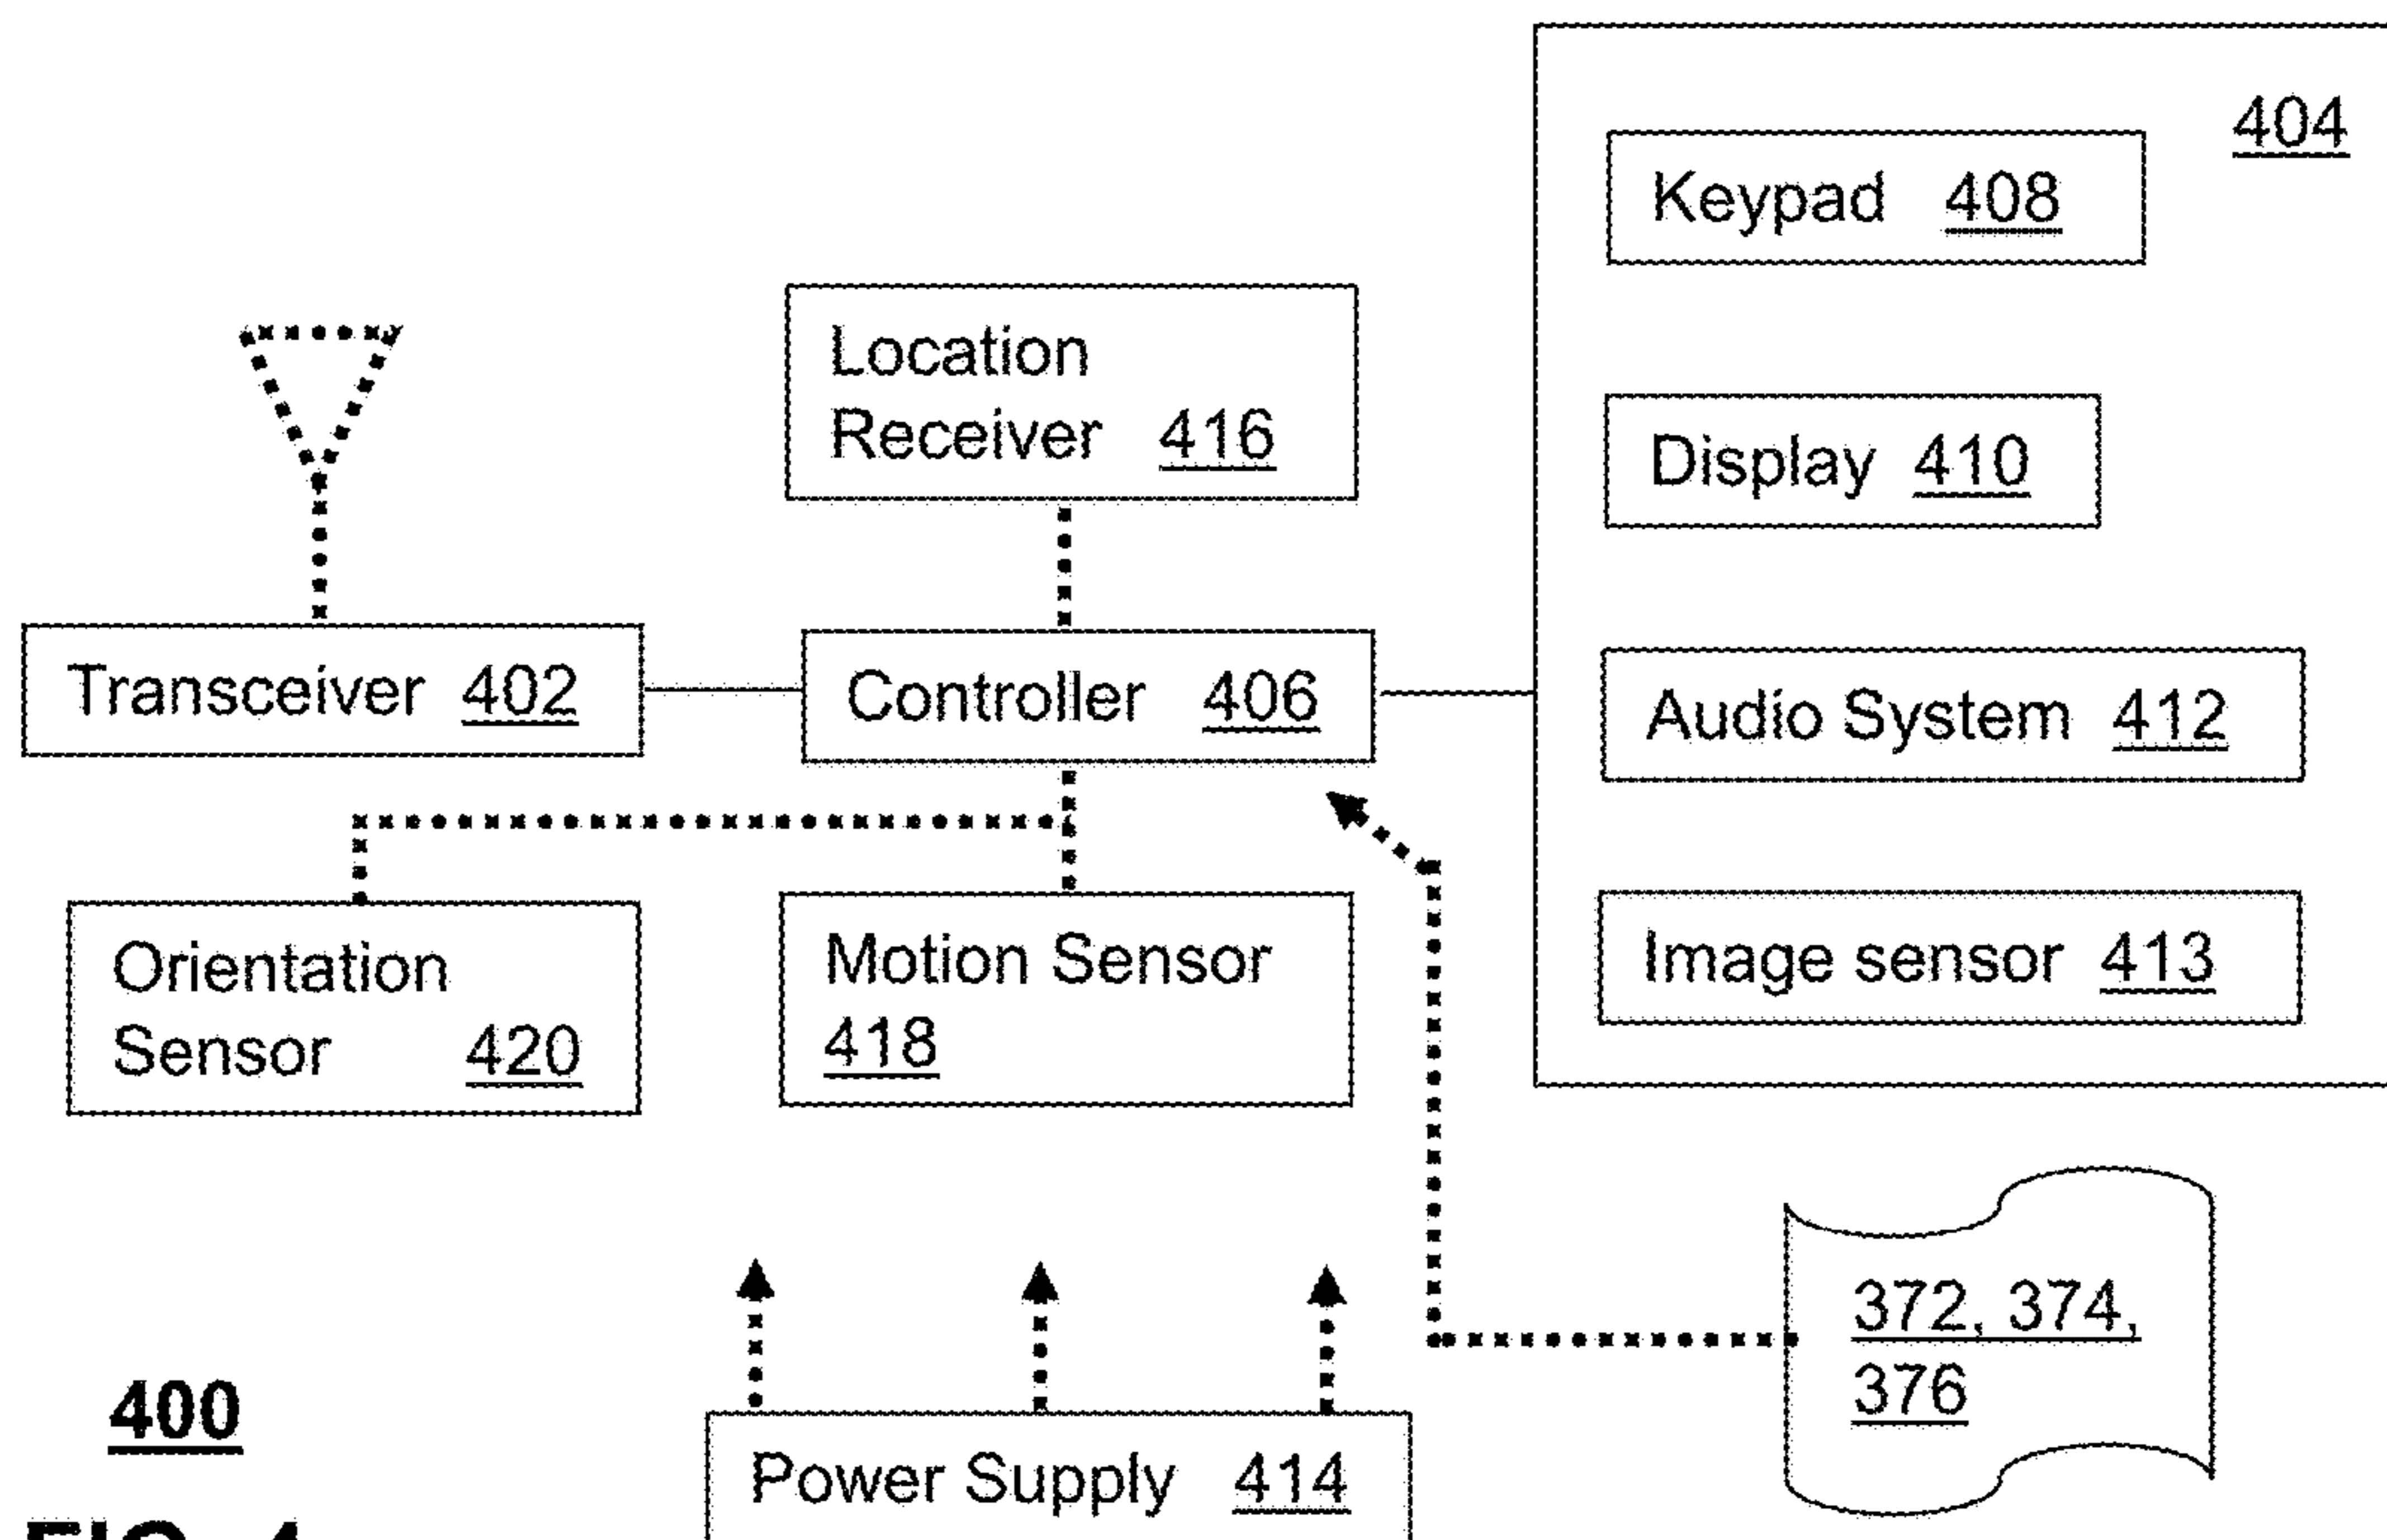 404
Keypad 408
Location
Receiver 416
Display 410
Transceiver 402
Controller 406
Audio System 412
Orientation
Sensor 420
Motion Sensor
418
Image sensor 413
372, 374,
376
400
Power Supply 414